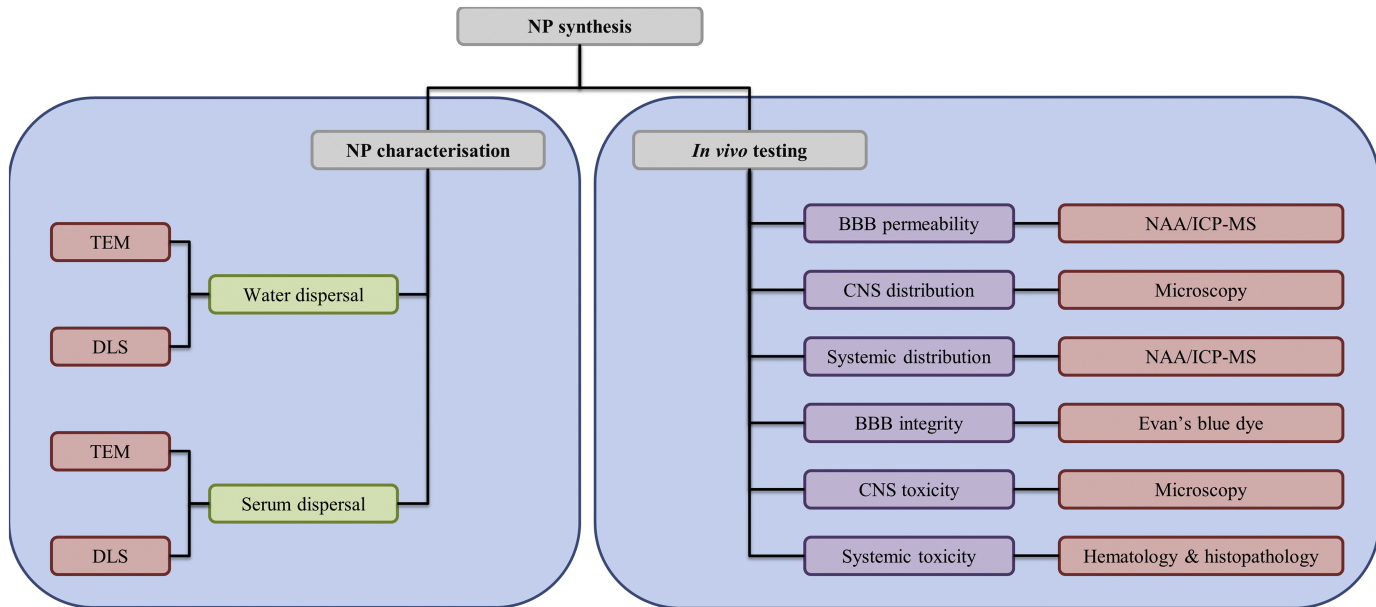 NP synthesis
NP characterisation
TEM
Water dispersal
DLS
TEM
Serum dispersal
DLS
In vivo testing
BBB permeability
NAA/ICP-MS
CNS distribution
Microscopy
Systemic distribution
NAA/ICP-MS
BBB integrity
Evan's blue dye
CNS toxicity
Microscopy
Systemic toxicity
Hematology & histopathology